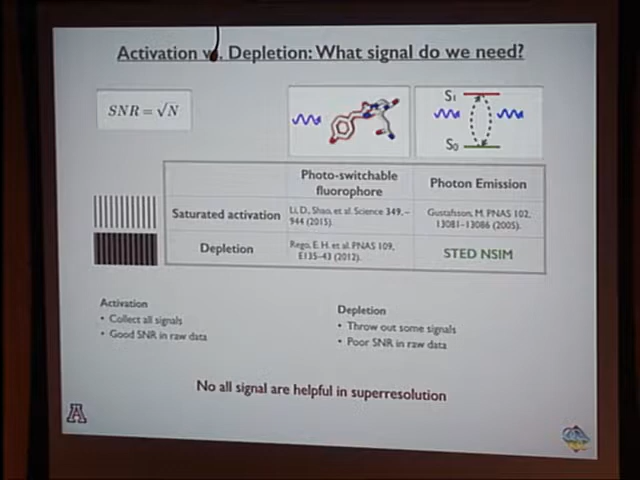 Activation vs. Depletion: What signal do we need?
SNR = √N
S1
S0
Photo-switchable
fluorophore
Photon Emission
Saturated activation
Li, D., Shao, et al. Science 349, –
944 (2015).
Gustafsson, M. PNAS 102,
13081–13086 (2005).
Depletion
Rego, E. H. et al. PNAS 109,
E135–43 (2012).
STED NSIM
Activation
• Collect all signals
• Good SNR in raw data
Depletion
• Throw out some signals
• Poor SNR in raw data
No all signal are helpful in superresolution
A